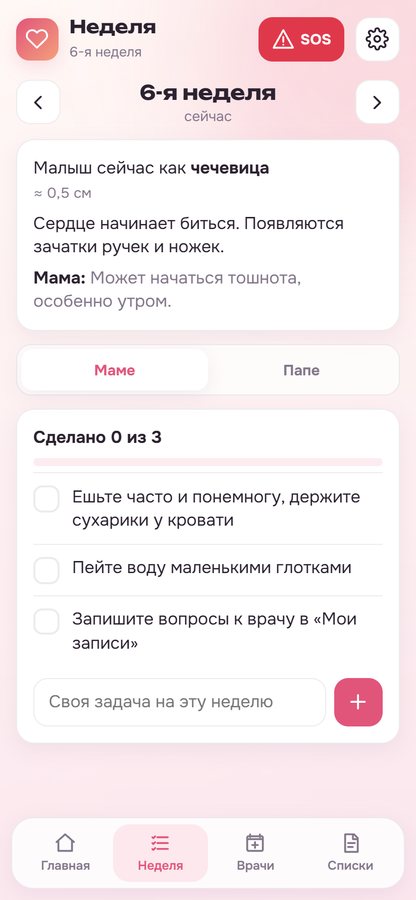 Неделя
6-я неделя
SOS
6-я неделя
сейчас
Малыш сейчас как чечевица
≈ 0,5 см
Сердце начинает биться. Появляются
зачатки ручек и ножек.
Мама: Может начаться тошнота,
особенно утром.
Маме
Папе
Сделано 0 из 3
Ешьте часто и понемногу, держите
сухарики у кровати
Пейте воду маленькими глотками
Запишите вопросы к врачу в «Мои
записи»
Своя задача на эту неделю
Главная
Неделя
Врачи
Списки